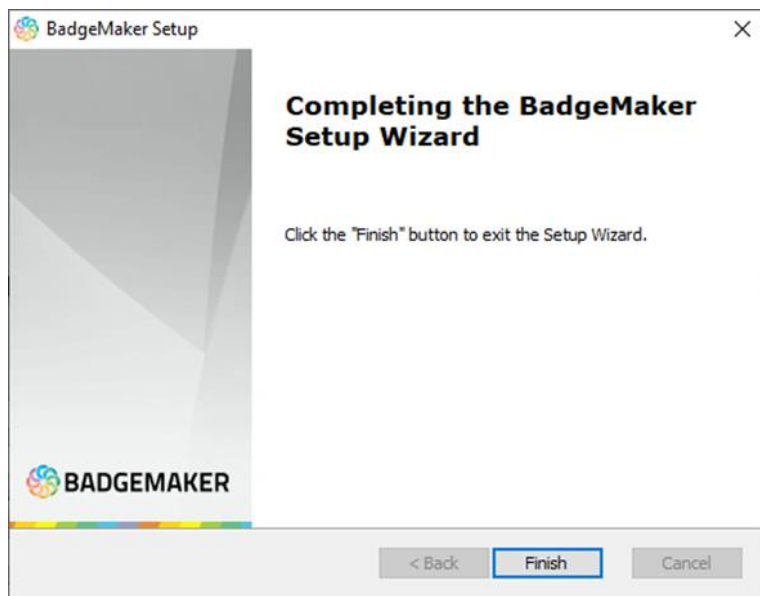 BadgeMaker Setup
Completing the BadgeMaker
Setup Wizard
Click the "Finish" button to exit the Setup Wizard.
BADGEMAKER
< Back
Finish
Cancel